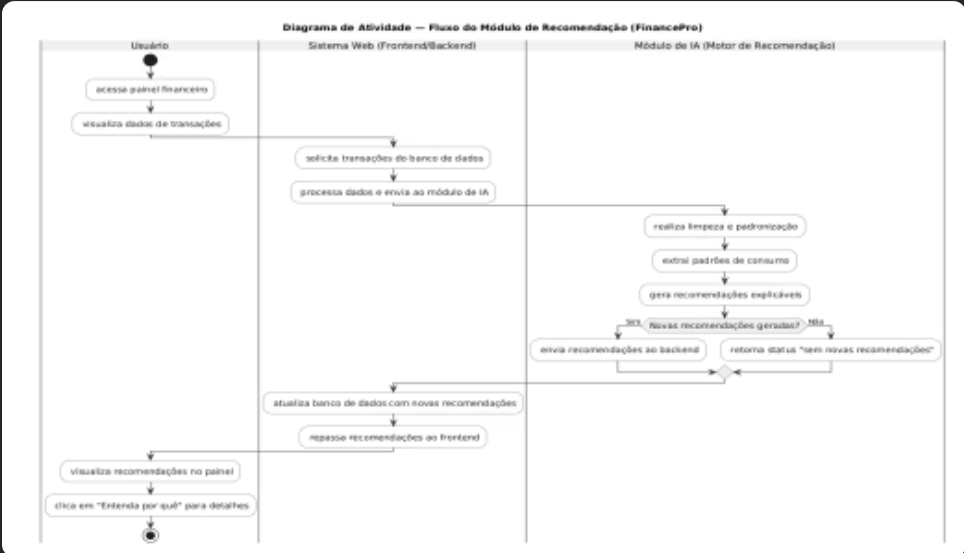 Diagrama de Atividade — Fluxo do Módulo de Recomendação (FinancePro)
Usuário
Sistema Web (Frontend/Backend)
Módulo de IA (Motor de Recomendação)
acessa painel financeiro
visualiza dados de transações
solicita transações do banco de dados
processa dados e envia ao módulo de IA
realiza limpeza e padronização
extrai padrões de consumo
gera recomendações explicáveis
Sim
Novas recomendações geradas?
Não
envia recomendações ao backend
retorna status "sem novas recomendações"
atualiza banco de dados com novas recomendações
repassa recomendações ao frontend
visualiza recomendações no painel
clica em "Entenda por quê" para detalhes